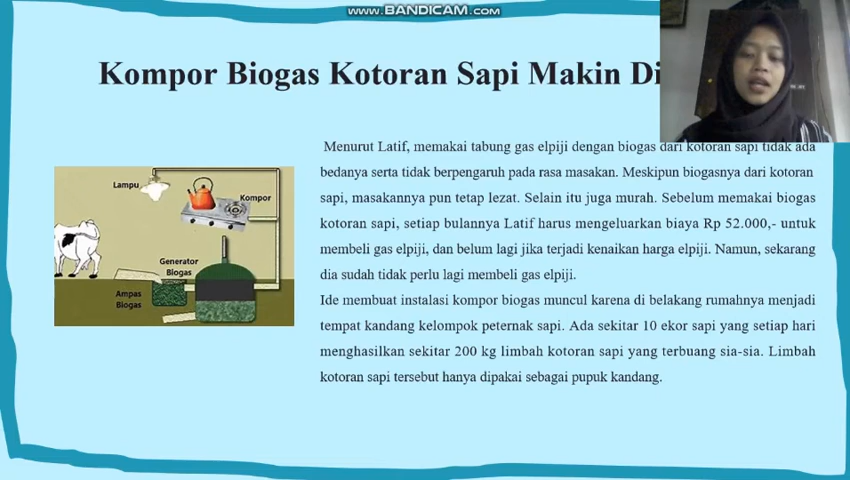 www.BANDICAM.com
Kompor Biogas Kotoran Sapi Makin
Menurut Latif, memakai tabung gas elpiji dengan biogas dari kotoran sapi tidak ada
bedanya serta tidak berpengaruh pada rasa masakan. Meskipun biogasnya dari kotoran
sapi, masakannya pun tetap lezat. Selain itu juga murah. Sebelum memakai biogas
kotoran sapi, setiap bulannya Latif harus mengeluarkan biaya Rp 52.000,- untuk
membeli gas elpiji, dan belum lagi jika terjadi kenaikan harga elpiji. Namun, sekarang
dia sudah tidak perlu lagi membeli gas elpiji.
Ide membuat instalasi kompor biogas muncul karena di belakang rumahnya menjadi
tempat kandang kelompok peternak sapi. Ada sekitar 10 ekor sapi yang setiap hari
menghasilkan sekitar 200 kg limbah kotoran sapi yang terbuang sia-sia. Limbah
kotoran sapi tersebut hanya dipakai sebagai pupuk kandang.
Lampu
Kompor
Generator
Biogas
Ampas
Biogas